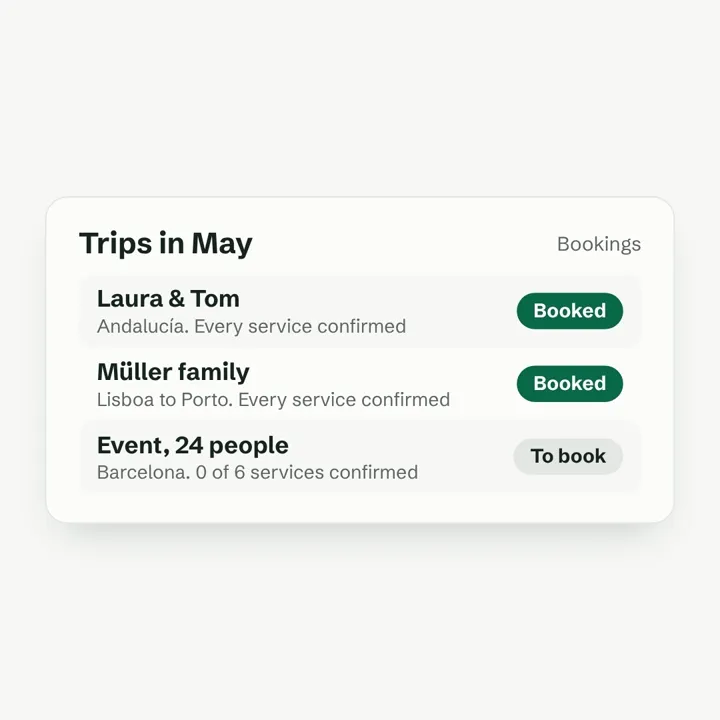 Trips in May
Bookings
Laura & Tom
Andalucía. Every service confirmed
Booked
Müller family
Lisboa to Porto. Every service confirmed
Booked
Event, 24 people
Barcelona. 0 of 6 services confirmed
To book